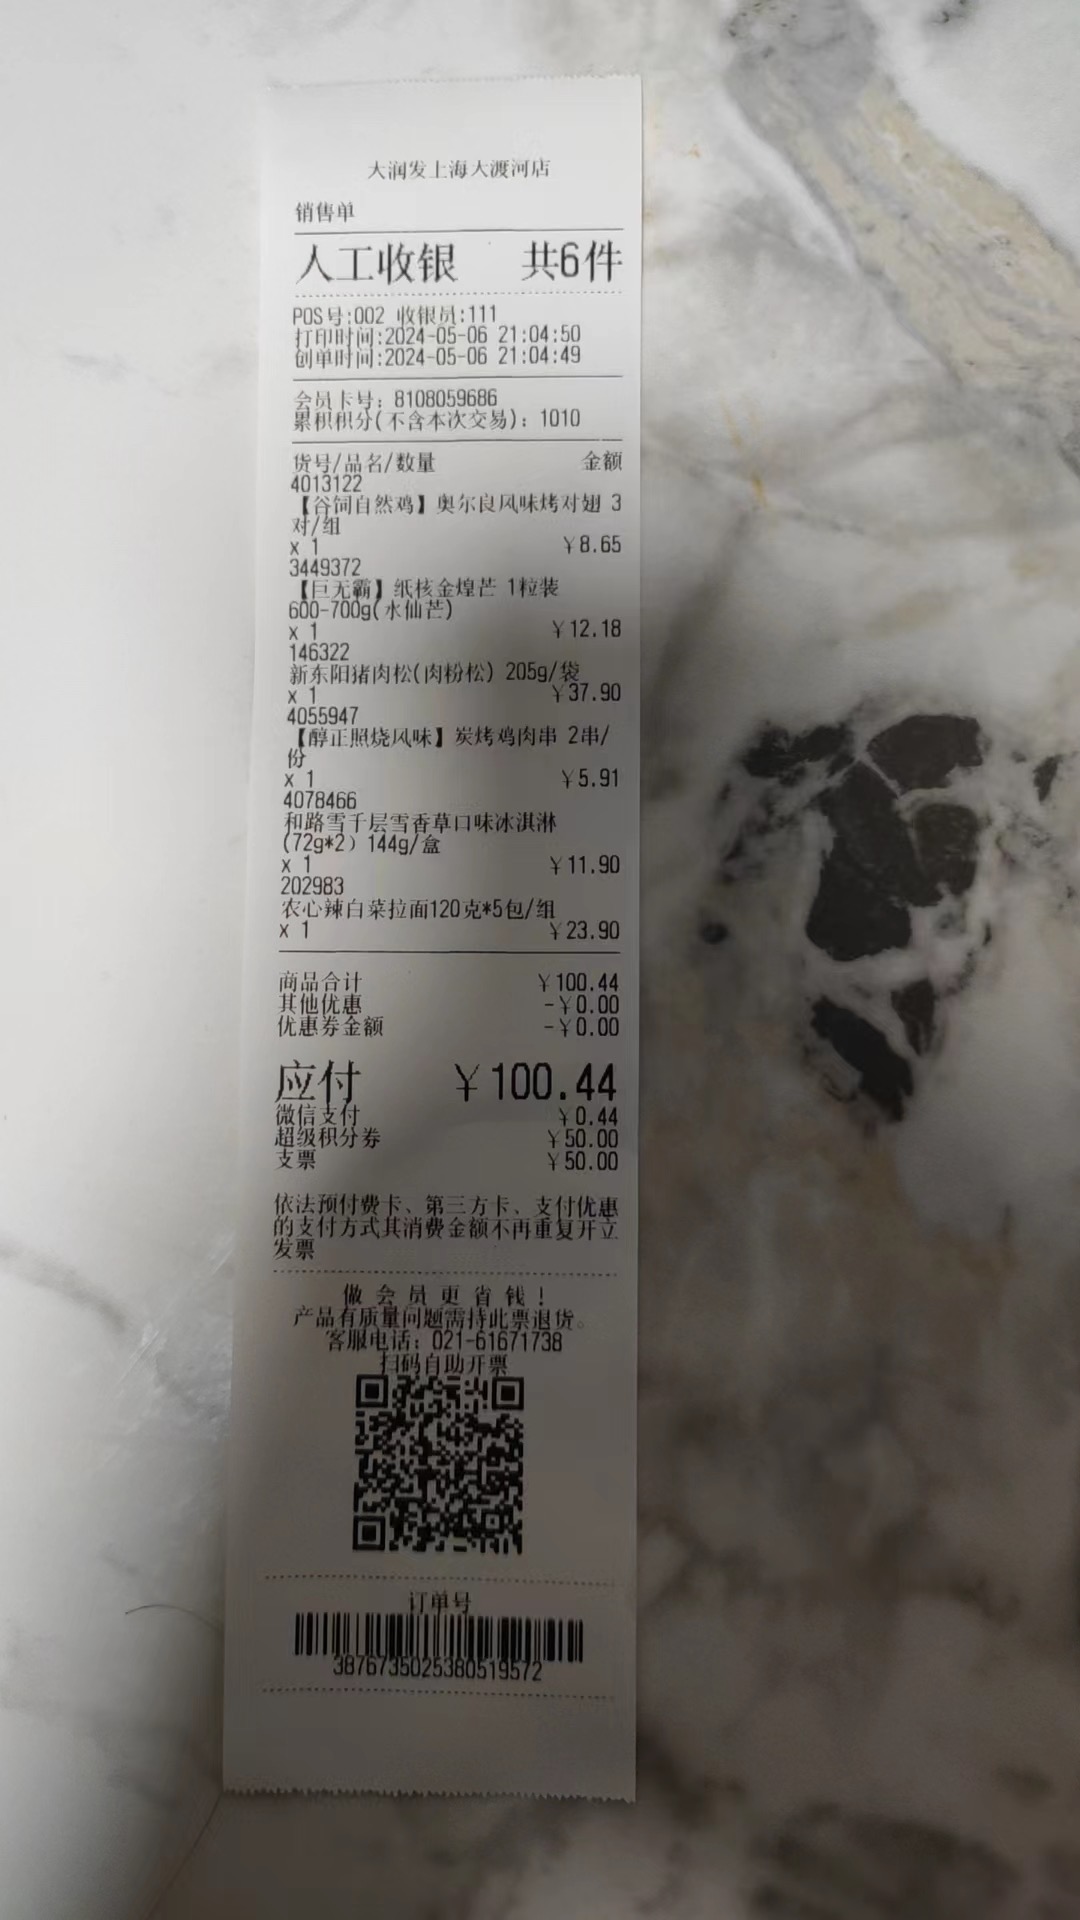 大润发上海大渡河店
销售单
人工收银 共6件
POS号:002 收银员:111
打印时间:2024-05-06 21:04:50
创单时间:2024-05-06 21:04:49
会员卡号: 8108059686
累积积分(不含本次交易): 1010
货号/品名/数量 金额
4013122
【谷饲自然鸡】奥尔良风味烤对翅 3
对/组
x 1 ¥8.65
3449372
【巨无霸】纸核金煌芒 1粒装
600-700g(水仙芒)
x 1 ¥12.18
146322
新东阳猪肉松(肉粉松) 205g/袋
x 1 ¥37.90
4055947
【醇正照烧风味】炭烤鸡肉串 2串/
份
x 1 ¥5.91
4078466
和路雪千层雪香草口味冰淇淋
(72g*2) 144g/盒
x 1 ¥11.90
202983
农心辣白菜拉面120克*5包/组
x 1 ¥23.90
商品合计 ¥100.44
其他优惠 -¥0.00
优惠券金额 -¥0.00
应付 ¥100.44
微信支付 ¥0.44
超级积分券 ¥50.00
支票 ¥50.00
依法预付费卡、第三方卡、支付优惠
的支付方式其消费金额不再重复开立
发票
做会员更省钱!
产品有质量问题需持此票退货。
客服电话: 021-61671738
扫码自助开票
订单号
3876735025380519572